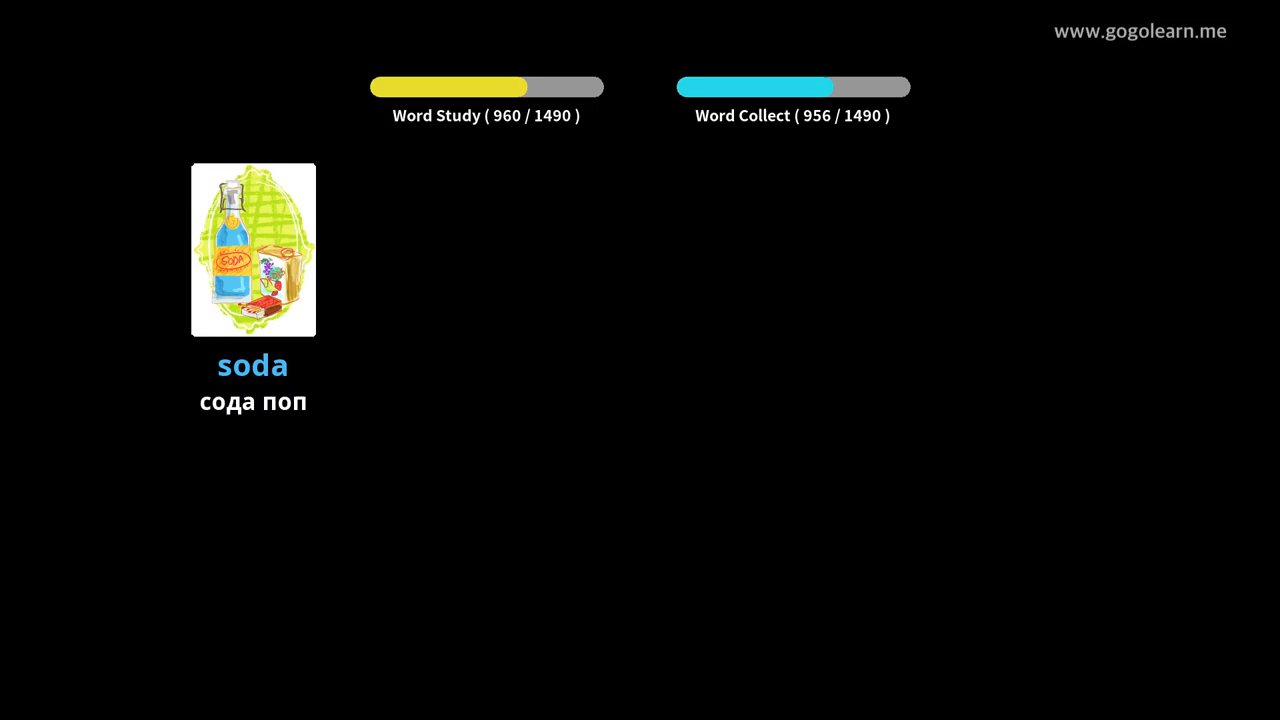 www.gogolearn.me
Word Study ( 960 / 1490 )
Word Collect ( 956 / 1490 )
SODA
soda
сода поп